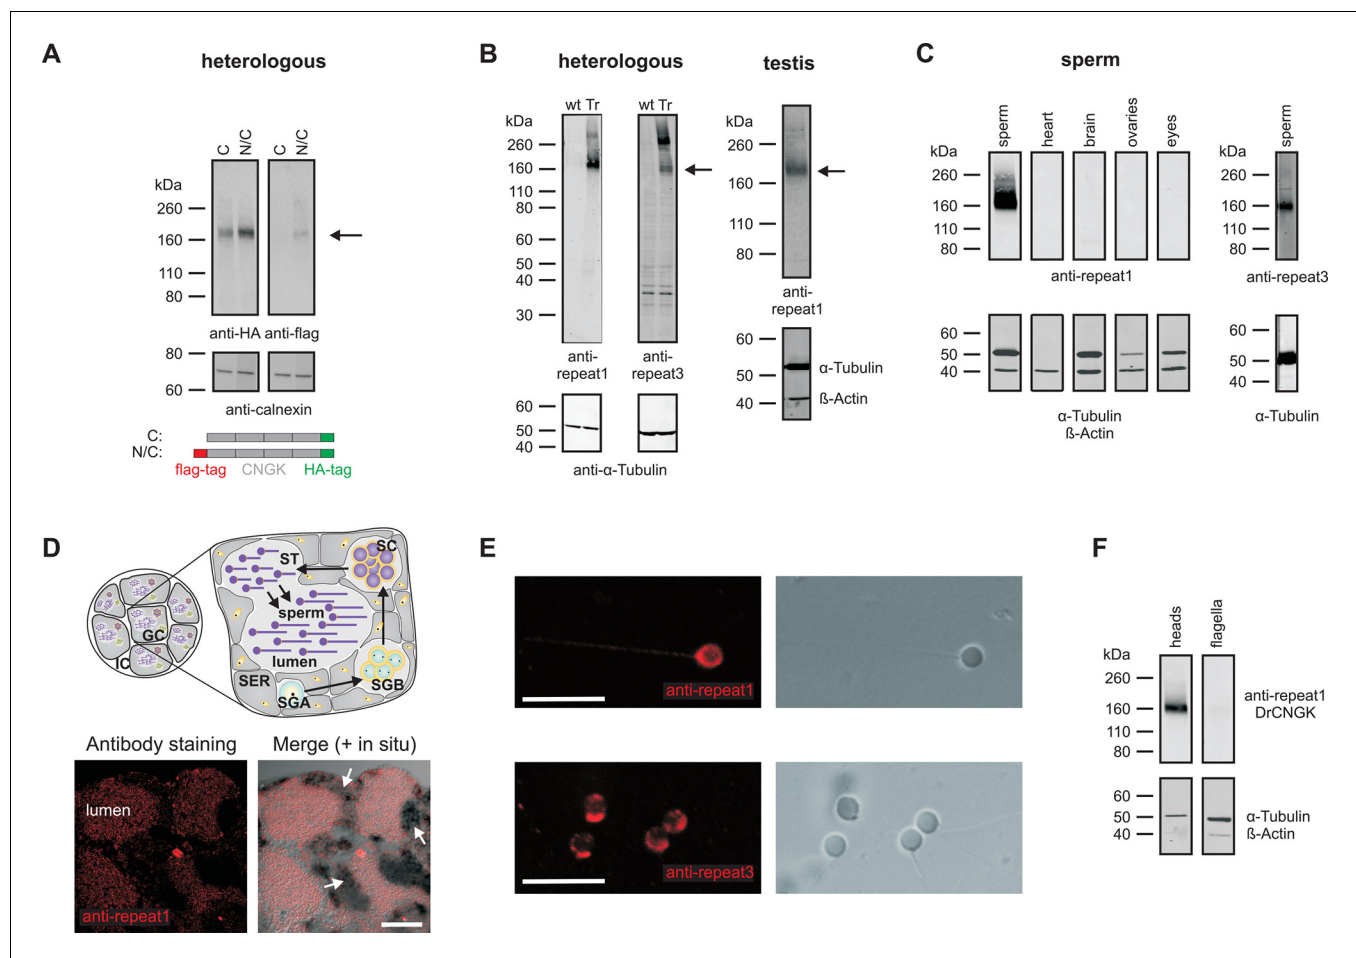 A
heterologous
C
N/C
C
N/C
kDa
260
160
110
80
anti-HA anti-flag
80
60
anti-calnexin
C:
N/C:
flag-tag CNGK HA-tag
B
heterologous
testis
wt Tr
wt Tr
kDa
260
160
110
80
60
50
40
30
anti-
repeat1
anti-
repeat3
60
50
40
anti-α-Tubulin
kDa
260
160
110
80
anti-
repeat1
60
50
40
α-Tubulin
ß-Actin
C
sperm
sperm
heart
brain
ovaries
eyes
kDa
260
160
110
80
anti-repeat1
60
50
40
α-Tubulin
ß-Actin
sperm
kDa
260
160
110
80
anti-repeat3
60
50
40
α-Tubulin
D
GC
IC
ST
SC
sperm
lumen
SER
SGA
SGB
Antibody staining
Merge (+ in situ)
lumen
anti-repeat1
E
anti-repeat1
anti-repeat3
F
heads
flagella
kDa
260
160
110
80
anti-repeat1
DrCNGK
60
50
40
α-Tubulin
ß-Actin